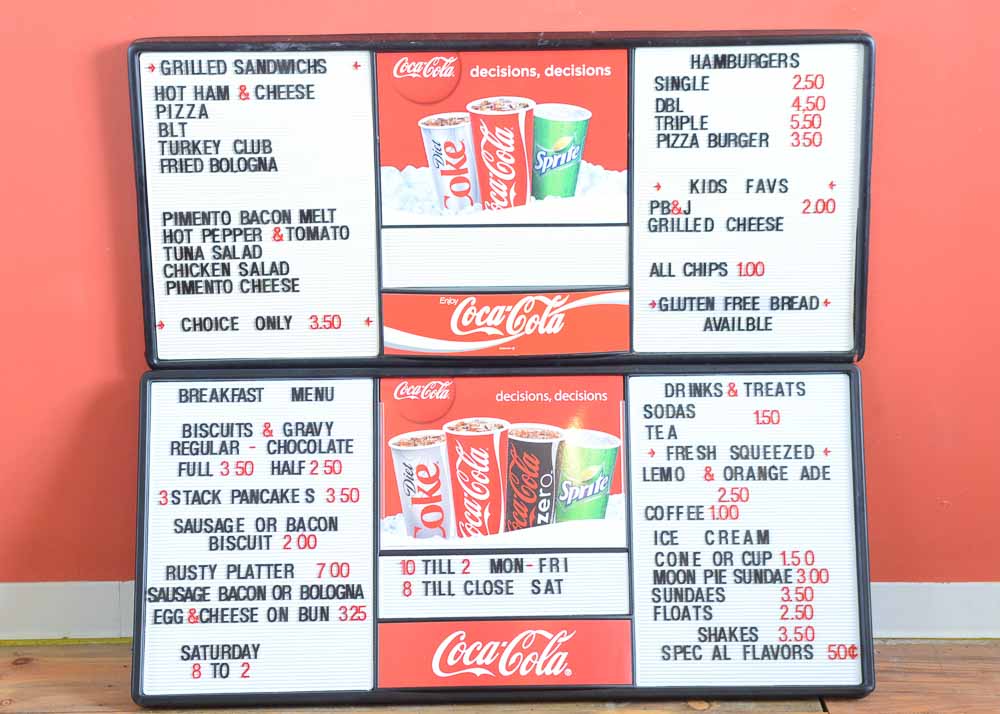 → GRILLED SANDWICHS ←
HOT HAM & CHEESE
PIZZA
BLT
TURKEY CLUB
FRIED BOLOGNA
PIMENTO BACON MELT
HOT PEPPER & TOMATO
TUNA SALAD
CHICKEN SALAD
PIMENTO CHEESE
→ CHOICE ONLY 3.50 ←
Coca-Cola decisions, decisions
Diet Coke
Coca-Cola
Sprite
Enjoy
Coca-Cola
HAMBURGERS
SINGLE 2.50
DBL 4.50
TRIPLE 5.50
PIZZA BURGER 3 50
→ KIDS FAVS ←
PB&J 2.00
GRILLED CHEESE
ALL CHIPS 1.00
→ GLUTEN FREE BREAD ←
AVAILBLE
BREAKFAST MENU
BISCUITS & GRAVY
REGULAR - CHOCOLATE
FULL 3 50 HALF 2 50
3 STACK PANCAKE S 3 50
SAUSAGE OR BACON
BISCUIT 2 00
RUSTY PLATTER 7 00
SAUSAGE BACON OR BOLOGNA
EGG & CHEESE ON BUN 3 25
SATURDAY
8 TO 2
Coca-Cola decisions, decisions
Diet Coke
Coca-Cola
Coca-Cola zero
Sprite
10 TILL 2 MON-FRI
8 TILL CLOSE SAT
Coca-Cola®
DRINKS & TREATS
SODAS 1.50
TEA
→ FRESH SQUEEZED ←
LEMO & ORANGE ADE
2.50
COFFEE 1.00
ICE CREAM
CONE OR CUP 1.50
MOON PIE SUNDAE 3 00
SUNDAES 3.50
FLOATS 2.50
SHAKES 3.50
SPEC AL FLAVORS 50¢